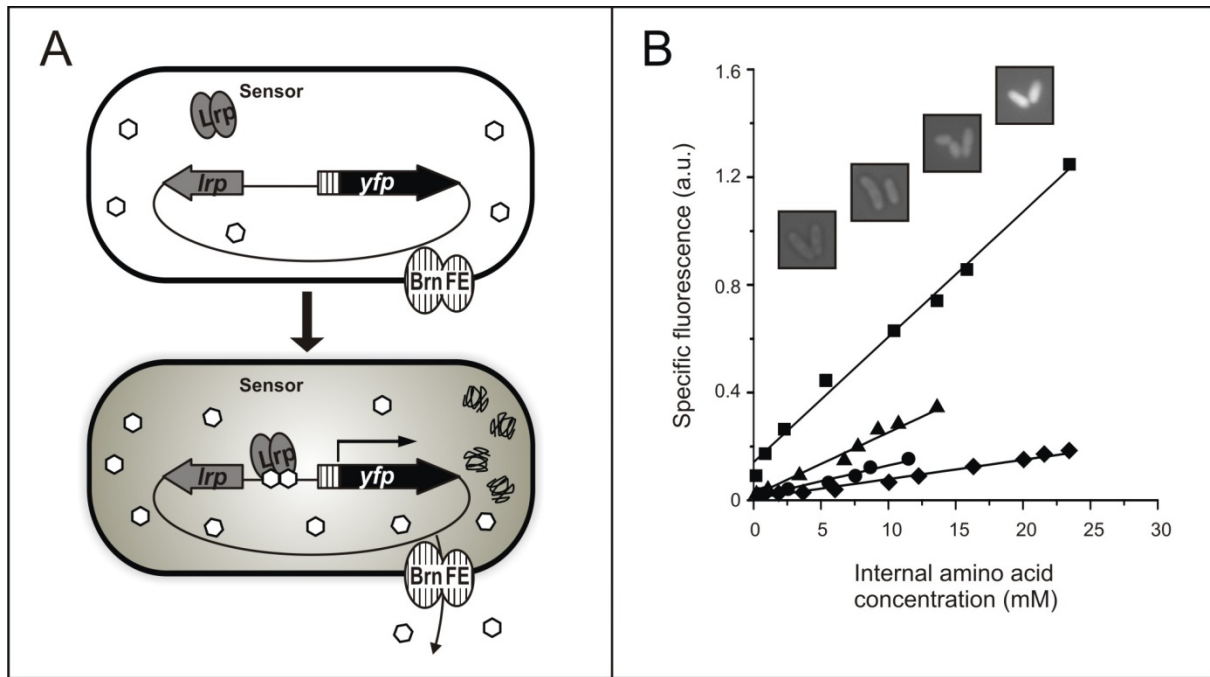 A
Sensor
Lrp
lrp
yfp
Brn FE
Sensor
Lrp
lrp
yfp
Brn FE
B
1.6
1.2
0.8
0.4
0
Specific fluorescence (a.u.)
0 5 10 15 20 25 30
Internal amino acid
concentration (mM)